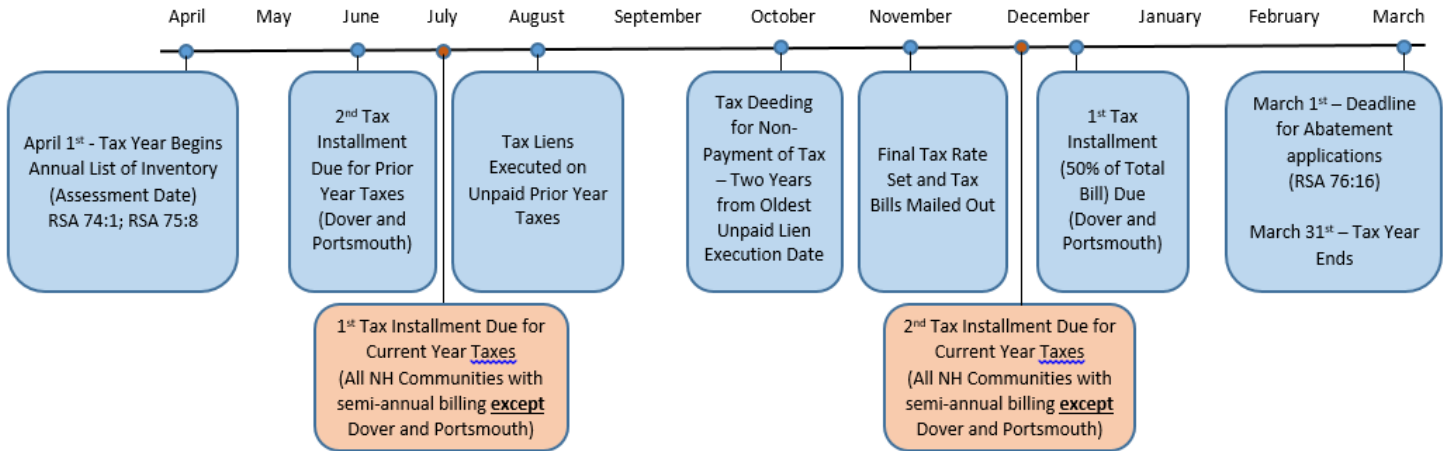 April May June July August September October November December January February March
April 1st - Tax Year Begins
Annual List of Inventory
(Assessment Date)
RSA 74:1; RSA 75:8
2nd Tax
Installment
Due for Prior
Year Taxes
(Dover and
Portsmouth)
Tax Liens
Executed on
Unpaid Prior Year
Taxes
Tax Deeding
for Non-
Payment of Tax
– Two Years
from Oldest
Unpaid Lien
Execution Date
Final Tax Rate
Set and Tax
Bills Mailed Out
1st Tax
Installment
(50% of Total
Bill) Due
(Dover and
Portsmouth)
March 1st – Deadline
for Abatement
applications
(RSA 76:16)
March 31st – Tax Year
Ends
1st Tax Installment Due for
Current Year Taxes
(All NH Communities with
semi-annual billing except
Dover and Portsmouth)
2nd Tax Installment Due for
Current Year Taxes
(All NH Communities with
semi-annual billing except
Dover and Portsmouth)